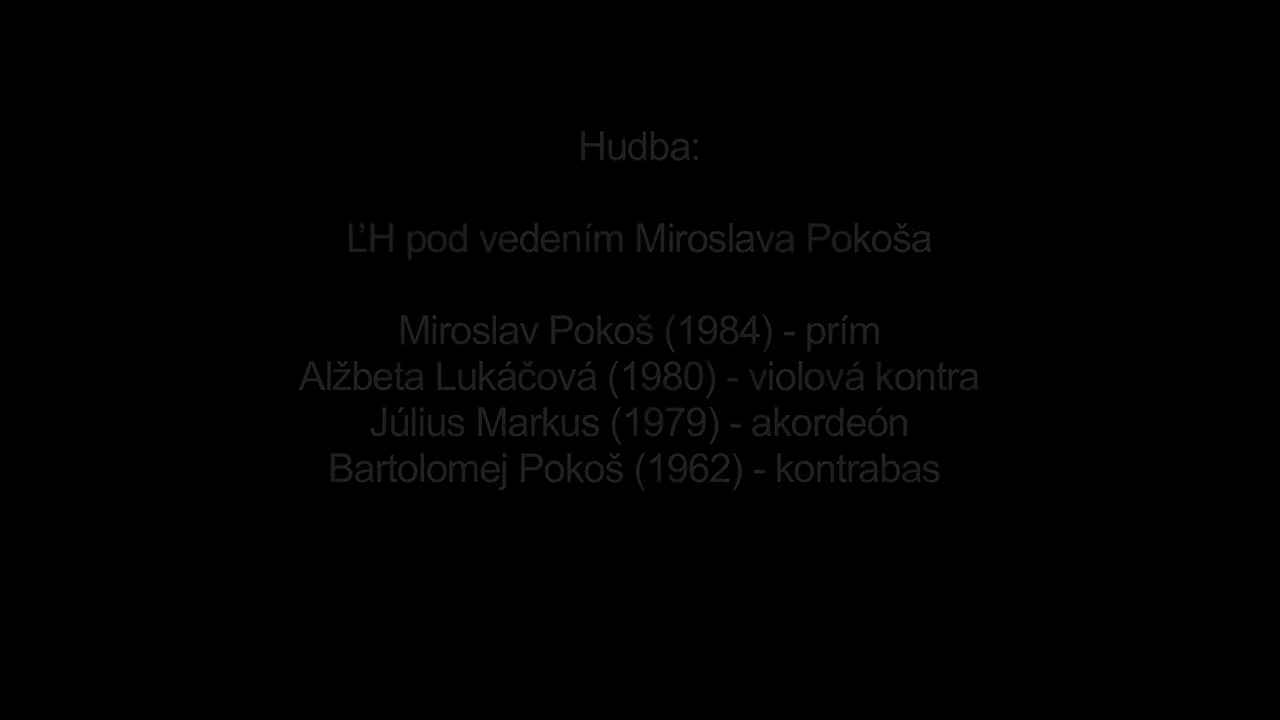 Hudba:
ĽH pod vedením Miroslava Pokoša
Miroslav Pokoš (1984) - prím
Alžbeta Lukáčová (1980) - violová kontra
Július Markus (1979) - akordeón
Bartolomej Pokoš (1962) - kontrabas